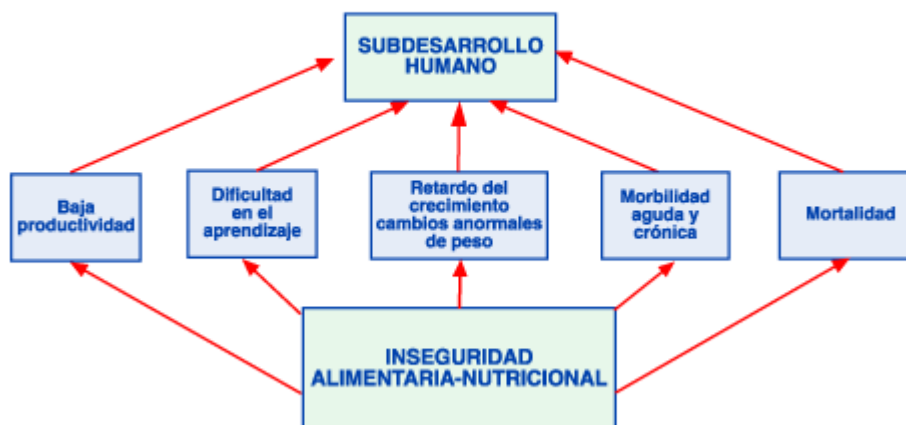 SUBDESARROLLO
HUMANO
Baja
productividad
Dificultad
en el
aprendizaje
Retardo del
crecimiento
cambios anormales
de peso
Morbilidad
aguda y
crónica
Mortalidad
INSEGURIDAD
ALIMENTARIA-NUTRICIONAL